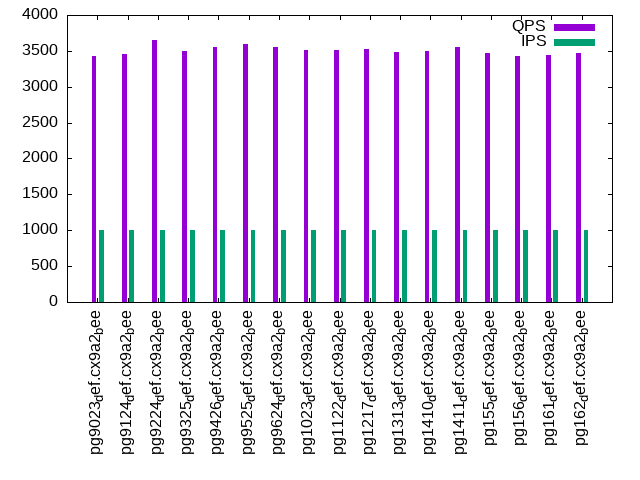 4000
3500
3000
2500
2000
1500
1000
500
0
QPS
IPS
pg9023def.cx9a2bee
pg9124def.cx9a2bee
pg9224def.cx9a2bee
pg9325def.cx9a2bee
pg9426def.cx9a2bee
pg9525def.cx9a2bee
pg9624def.cx9a2bee
pg1023def.cx9a2bee
pg1122def.cx9a2bee
pg1217def.cx9a2bee
pg1313def.cx9a2bee
pg1410def.cx9a2bee
pg1411def.cx9a2bee
pg155def.cx9a2bee
pg156def.cx9a2bee
pg161def.cx9a2bee
pg162def.cx9a2bee